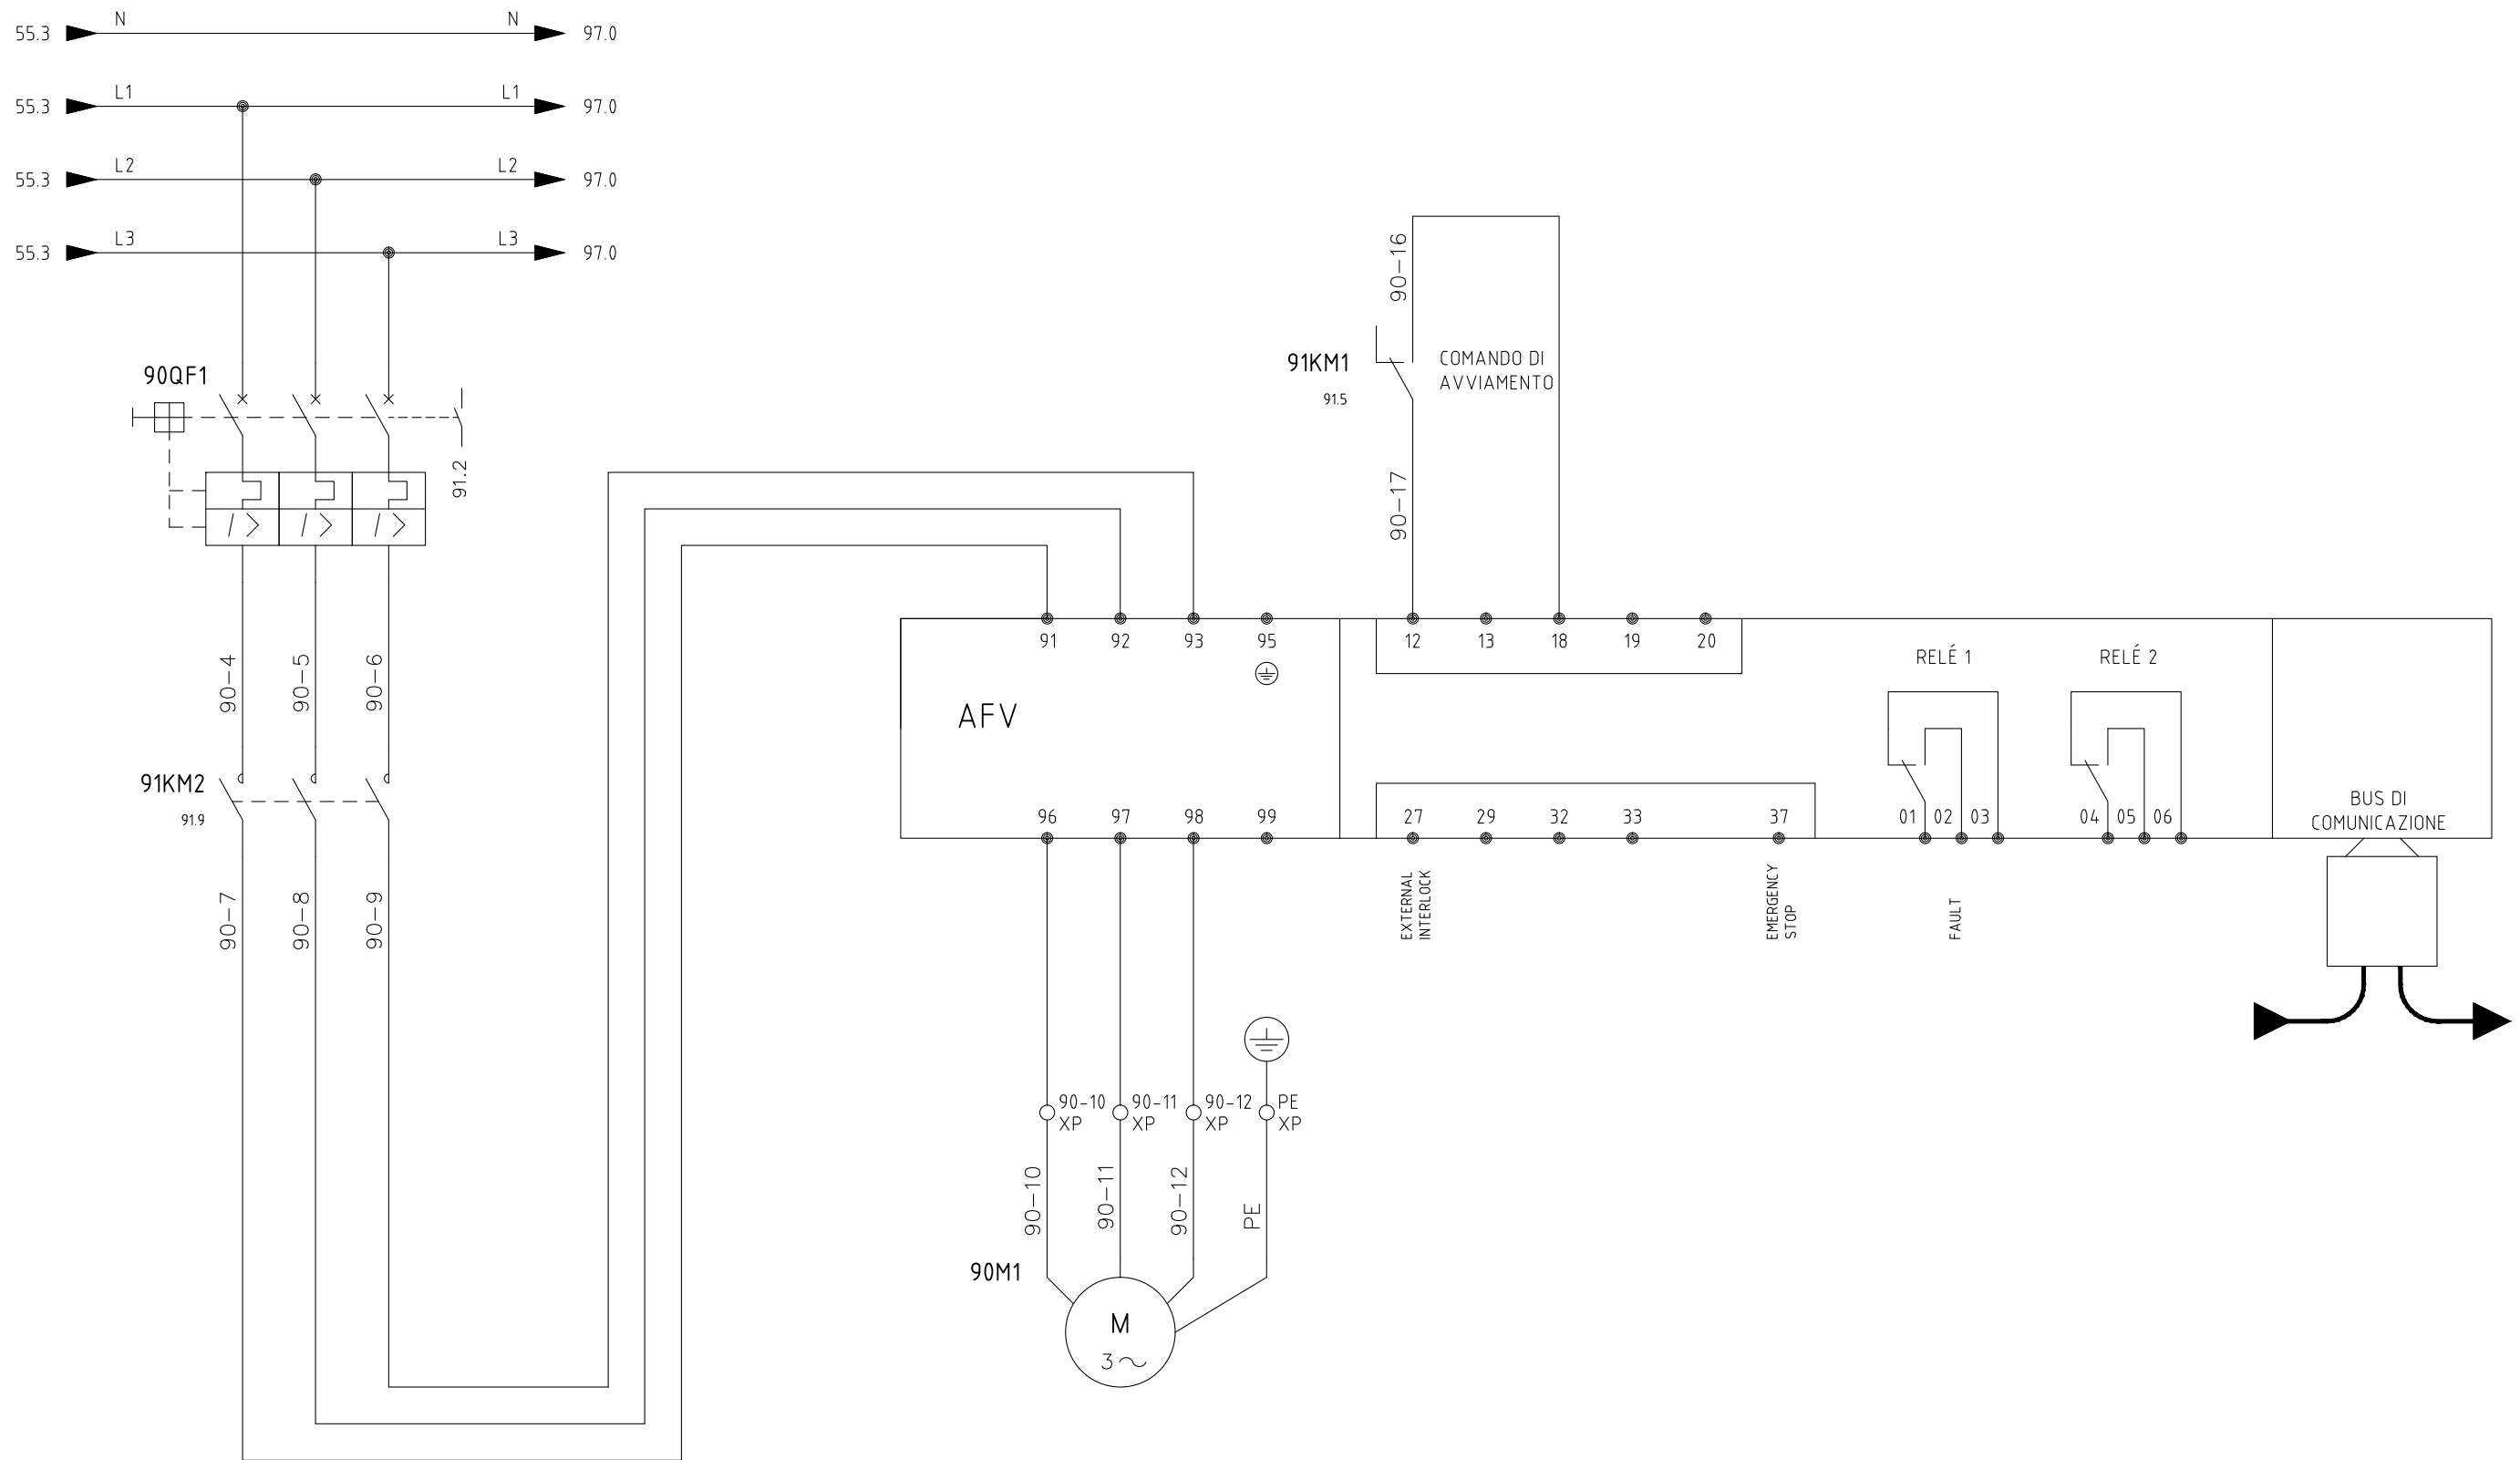 55.3 N N 97.0
55.3 L1 L1 97.0
55.3 L2 L2 97.0
55.3 L3 L3 97.0
90QF1
91.2
90-4
90-5
90-6
91KM2
91.9
90-7
90-8
90-9
90-16
91KM1
91.5
COMANDO DI
AVVIAMENTO
90-17
91 92 93 95
12 13 18 19 20
AFV
RELÉ 1
RELÉ 2
96 97 98 99
27 29 32 33 37
01 02 03
04 05 06
BUS DI
COMUNICAZIONE
EXTERNAL
INTERLOCK
EMERGENCY
STOP
FAULT
90-10
XP
90-11
XP
90-12
XP
PE
XP
90-10
90-11
90-12
PE
90M1
M
3~